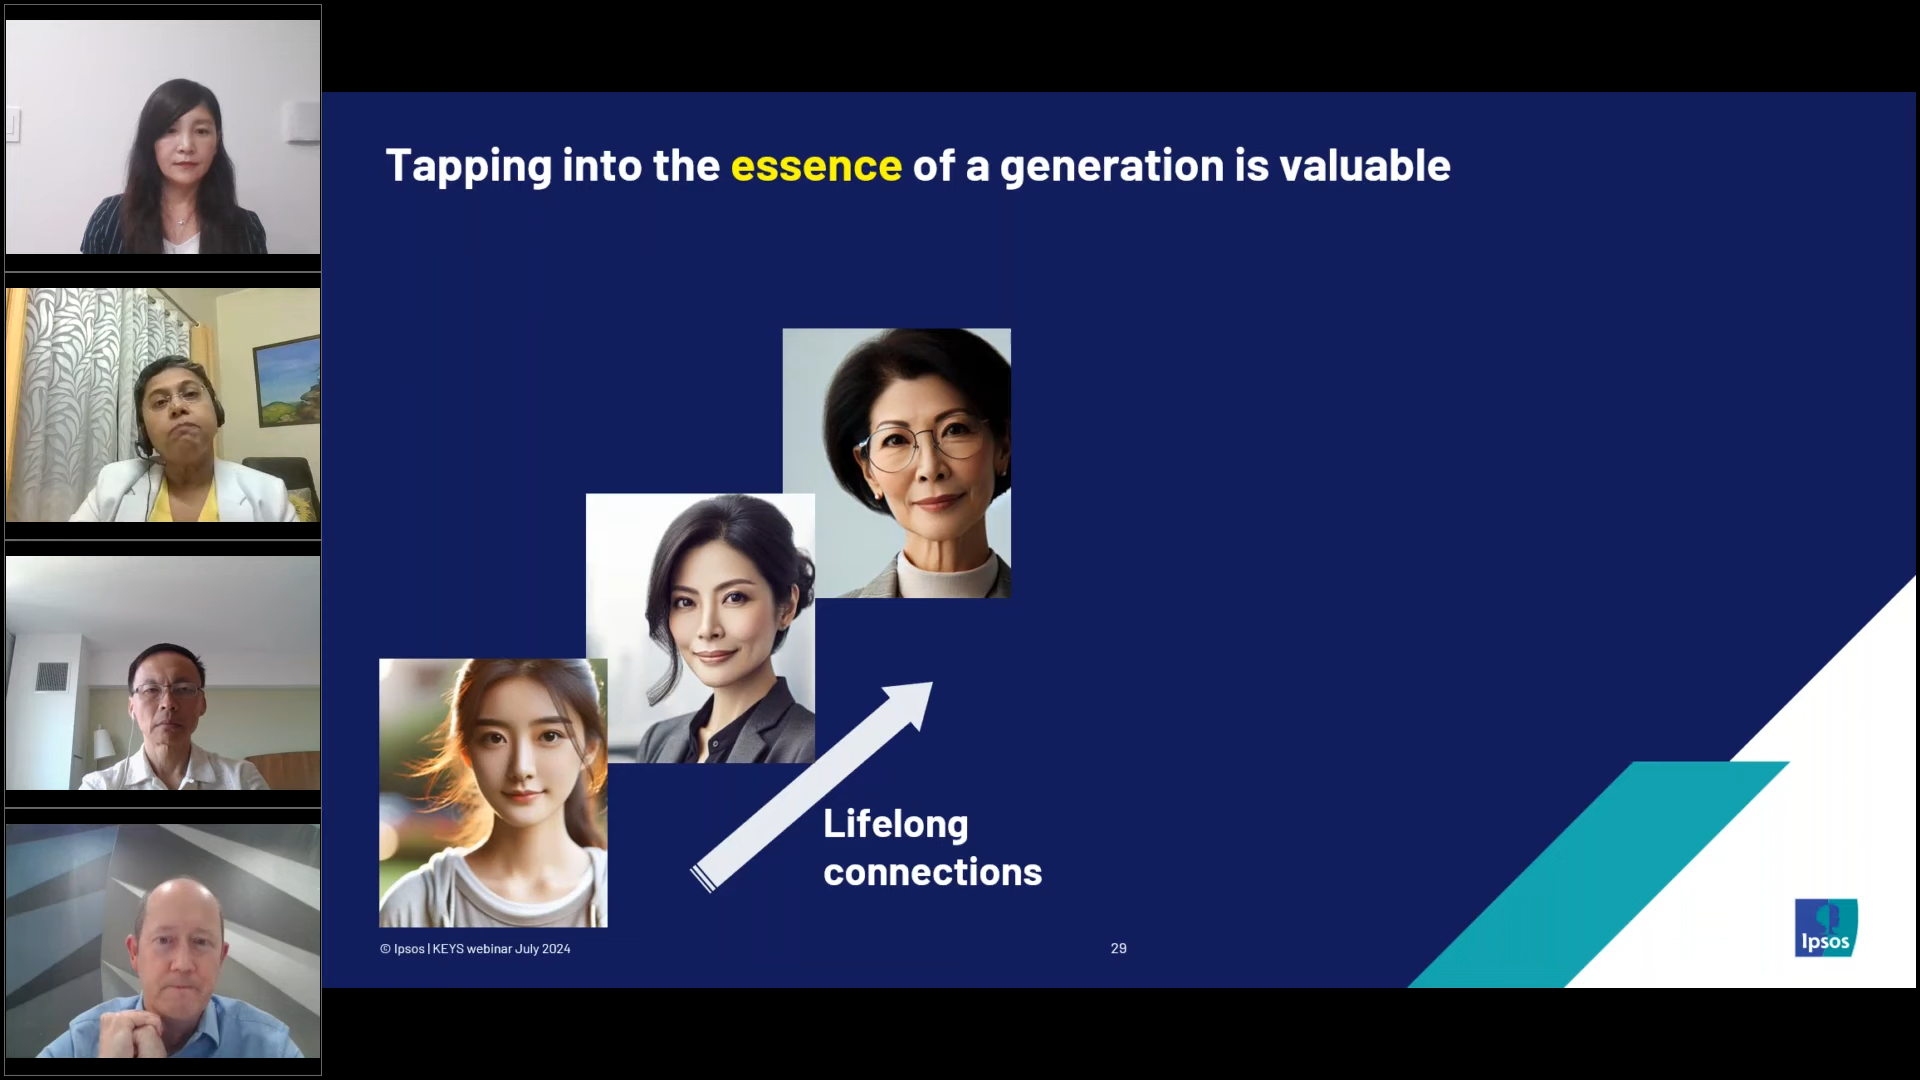 Tapping into the essence of a generation is valuable
Lifelong
connections
© Ipsos | KEYS webinar July 2024
29
Ipsos